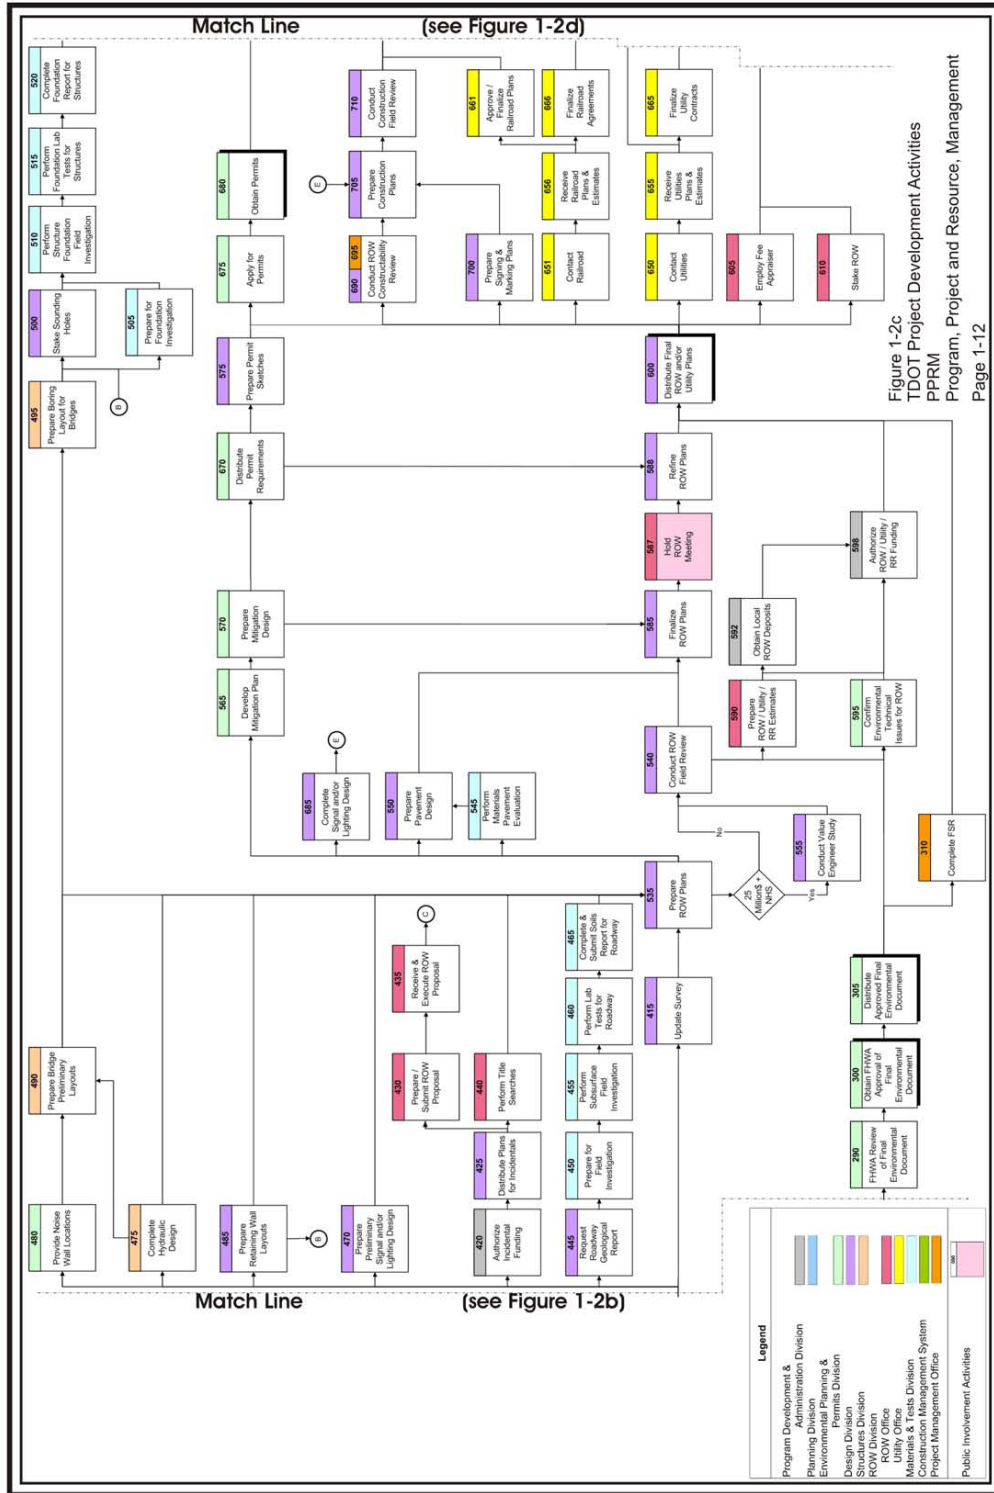 Match Line
(see Figure 1-2d)
520
Complete
Foundation
Report for
Structures
515
Perform
Foundation Lab
Tests for
Structures
510
Perform
Structure
Foundation
Field
Investigation
500
Stake Sounding
Holes
505
Prepare for
Foundation
Investigation
495
Prepare Boring
Layout for
Bridges
B
680
Obtain Permits
675
Apply for
Permits
575
Prepare Permit
Sketches
670
Distribute
Permit
Requirements
570
Prepare
Mitigation
Design
565
Develop
Mitigation Plan
710
Conduct
Construction
Field Review
E
705
Prepare
Construction
Plans
690
695
Conduct ROW
Constructability
Review
700
Prepare
Signing &
Marking Plans
661
Approve /
Finalize
Railroad Plans
666
Finalize
Railroad
Agreements
656
Receive
Railroad
Plans &
Estimates
651
Contact
Railroad
665
Finalize
Utility
Contracts
655
Receive
Utilities
Plans &
Estimates
650
Contact
Utilities
605
Employ Fee
Appraiser
610
Stake ROW
600
Distribute Final
ROW and/or
Utility Plans
588
Refine
ROW Plans
587
Hold
ROW
Meeting
585
Finalize
ROW Plans
598
Authorize
ROW / Utility /
RR Funding
592
Obtain Local
ROW Deposits
590
Prepare
ROW / Utility /
RR Estimates
595
Confirm
Environmental
Technical
Issues for ROW
540
Conduct ROW
Field Review
E
685
Complete
Signal and/or
Lighting Design
550
Prepare
Pavement
Design
545
Perform
Materials
Pavement
Evaluation
No
25
Million$ +
NHS
Yes
555
Conduct Value
Engineer Study
535
Prepare
ROW Plans
310
Complete FSR
490
Prepare Bridge
Preliminary
Layouts
480
Provide Noise
Wall Locations
475
Complete
Hydraulic
Design
485
Prepare
Retaining Wall
Layouts
B
470
Prepare
Preliminary
Signal and/or
Lighting Design
C
435
Receive &
Execute ROW
Proposal
430
Prepare /
Submit ROW
Proposal
440
Perform Title
Searches
425
Distribute Plans
for Incidentals
420
Authorize
Incidental
Funding
465
Complete &
Submit Soils
Report for
Roadway
460
Perform Lab
Tests for
Roadway
455
Perform
Subsurface
Field
Investigation
450
Prepare for
Field
Investigation
445
Request
Roadway
Geological
Report
415
Update Survey
305
Distribute
Approved Final
Environmental
Document
300
Obtain FHWA
Approval of
Final
Environmental
Document
290
FHWA Review
of Final
Environmental
Document
Match Line
(see Figure 1-2b)
Legend
Program Development &
Administration Division
Planning Division
Environmental Planning &
Permits Division
Design Division
Structures Division
ROW Division
ROW Office
Utility Office
Materials & Tests Division
Construction Management System
Project Management Office
Public Involvement Activities
Figure 1-2c
TDOT Project Development Activities
PPRM
Program, Project and Resource, Management
Page 1-12